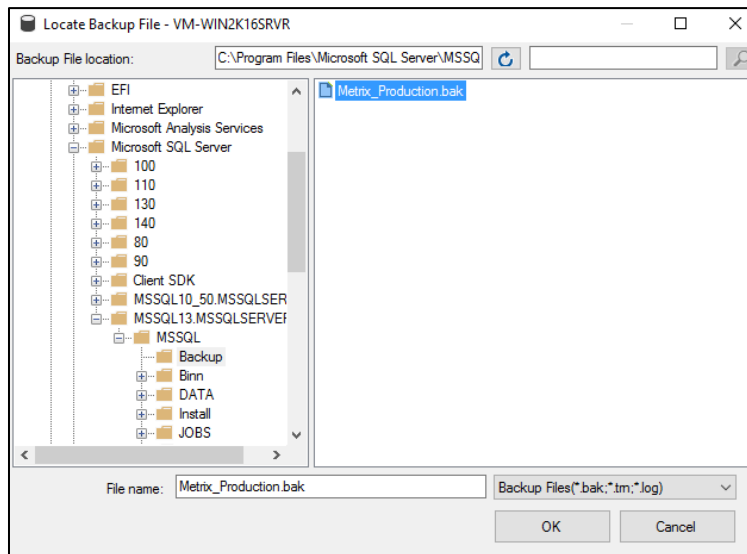 Locate Backup File - VM-WIN2K16SRVR
Backup File location:
C:\Program Files\Microsoft SQL Server\MSSQ
EFI
Internet Explorer
Microsoft Analysis Services
Microsoft SQL Server
100
110
130
140
80
90
Client SDK
MSSQL10_50.MSSQLSER
MSSQL13.MSSQLSERVEF
MSSQL
Backup
Binn
DATA
Install
JOBS
Metrix_Production.bak
File name:
Metrix_Production.bak
Backup Files(*.bak;*.trn;*.log)
OK
Cancel